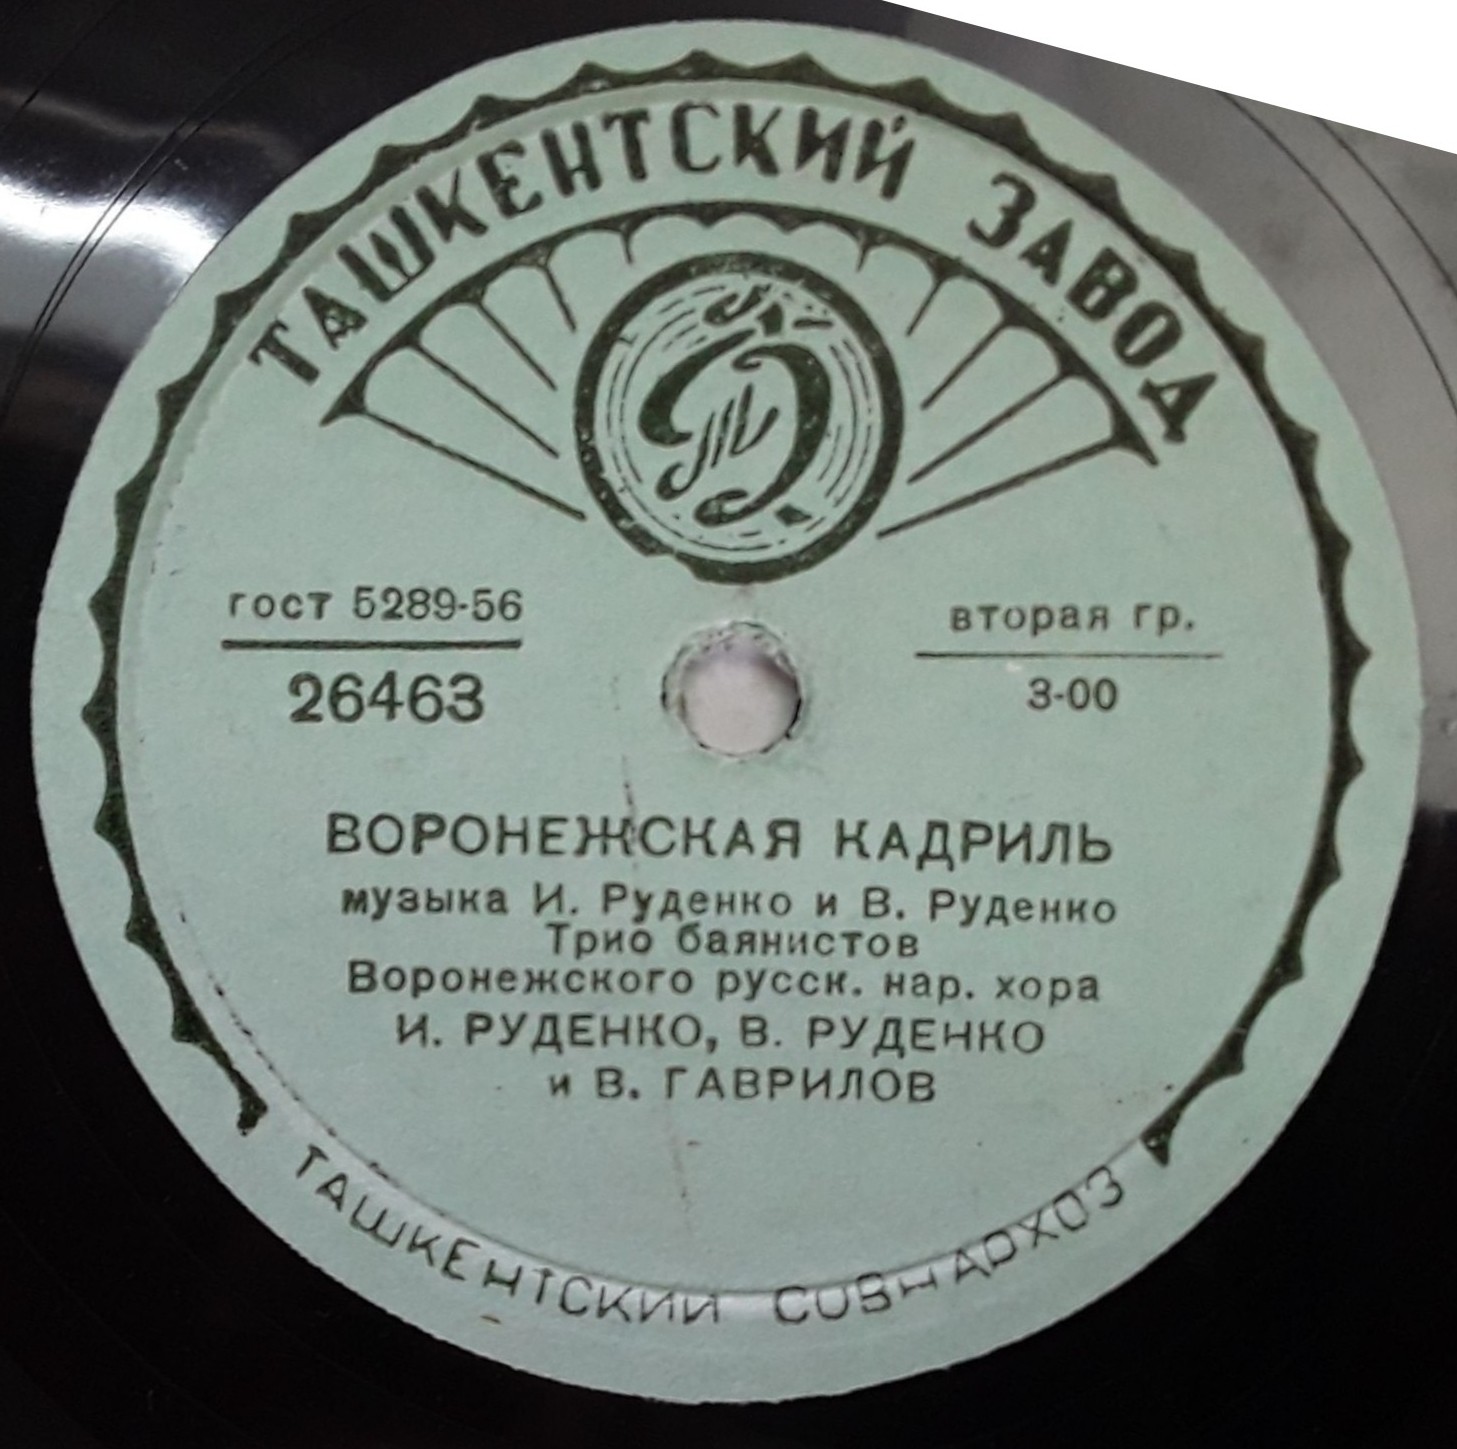 ТАШКЕНТСКИЙ ЗАВОД
гост 5289-56
26463
вторая гр.
3-00
ВОРОНЕЖСКАЯ КАДРИЛЬ
музыка И. Руденко и В. Руденко
Трио баянистов
Воронежского русск. нар. хора
И. РУДЕНКО, В. РУДЕНКО
и В. ГАВРИЛОВ
ТАШКЕНТСКИЙ СОВНАРХОЗ